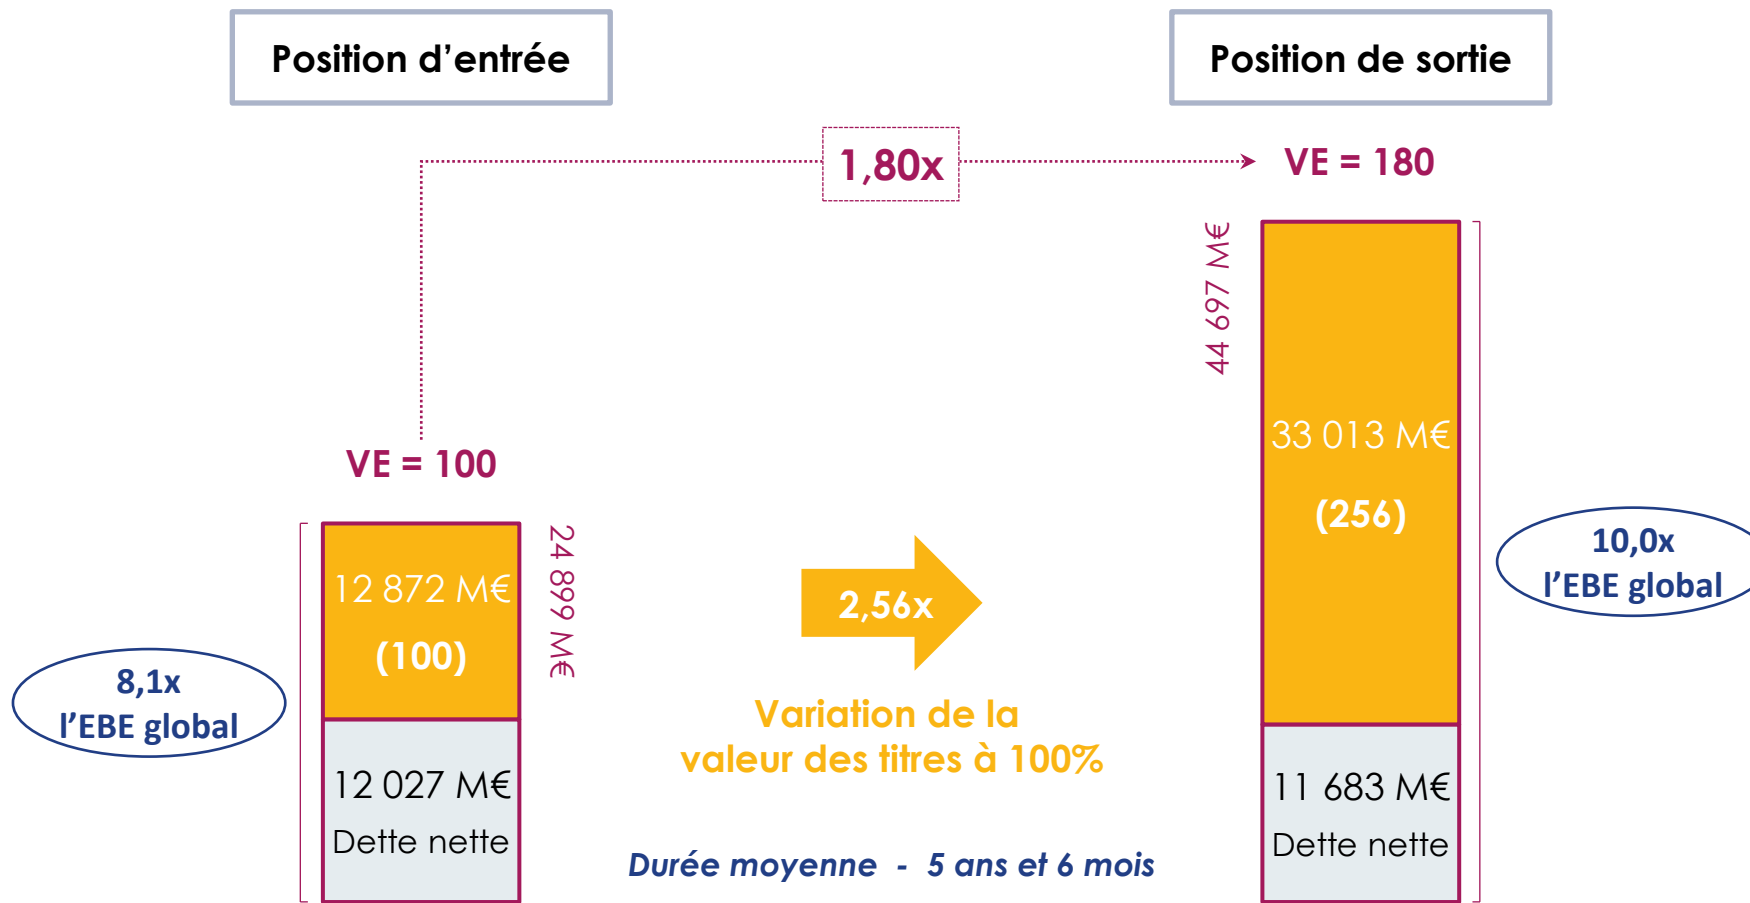 Position d’entrée
Position de sortie
1,80x
VE = 180
44 697 M€
33 013 M€
(256)
VE = 100
24 899 M€
12 872 M€
(100)
2,56x
10,0x
l’EBE global
8,1x
l’EBE global
Variation de la
valeur des titres à 100%
12 027 M€
Dette nette
11 683 M€
Dette nette
Durée moyenne - 5 ans et 6 mois